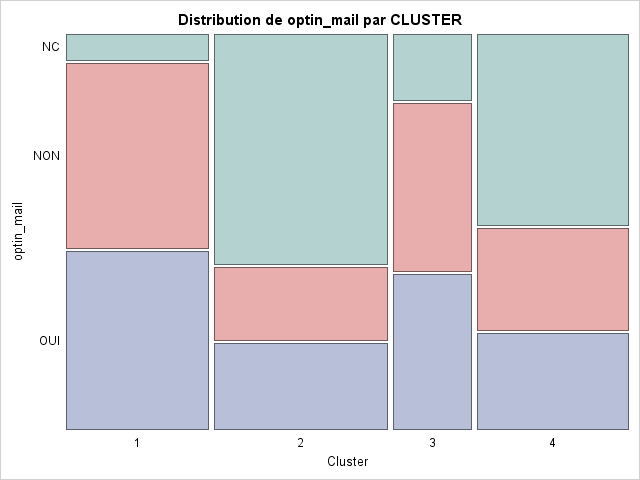 Distribution de optin_mail par CLUSTER
NC
NON
OUI
optin_mail
1 2 3 4
Cluster